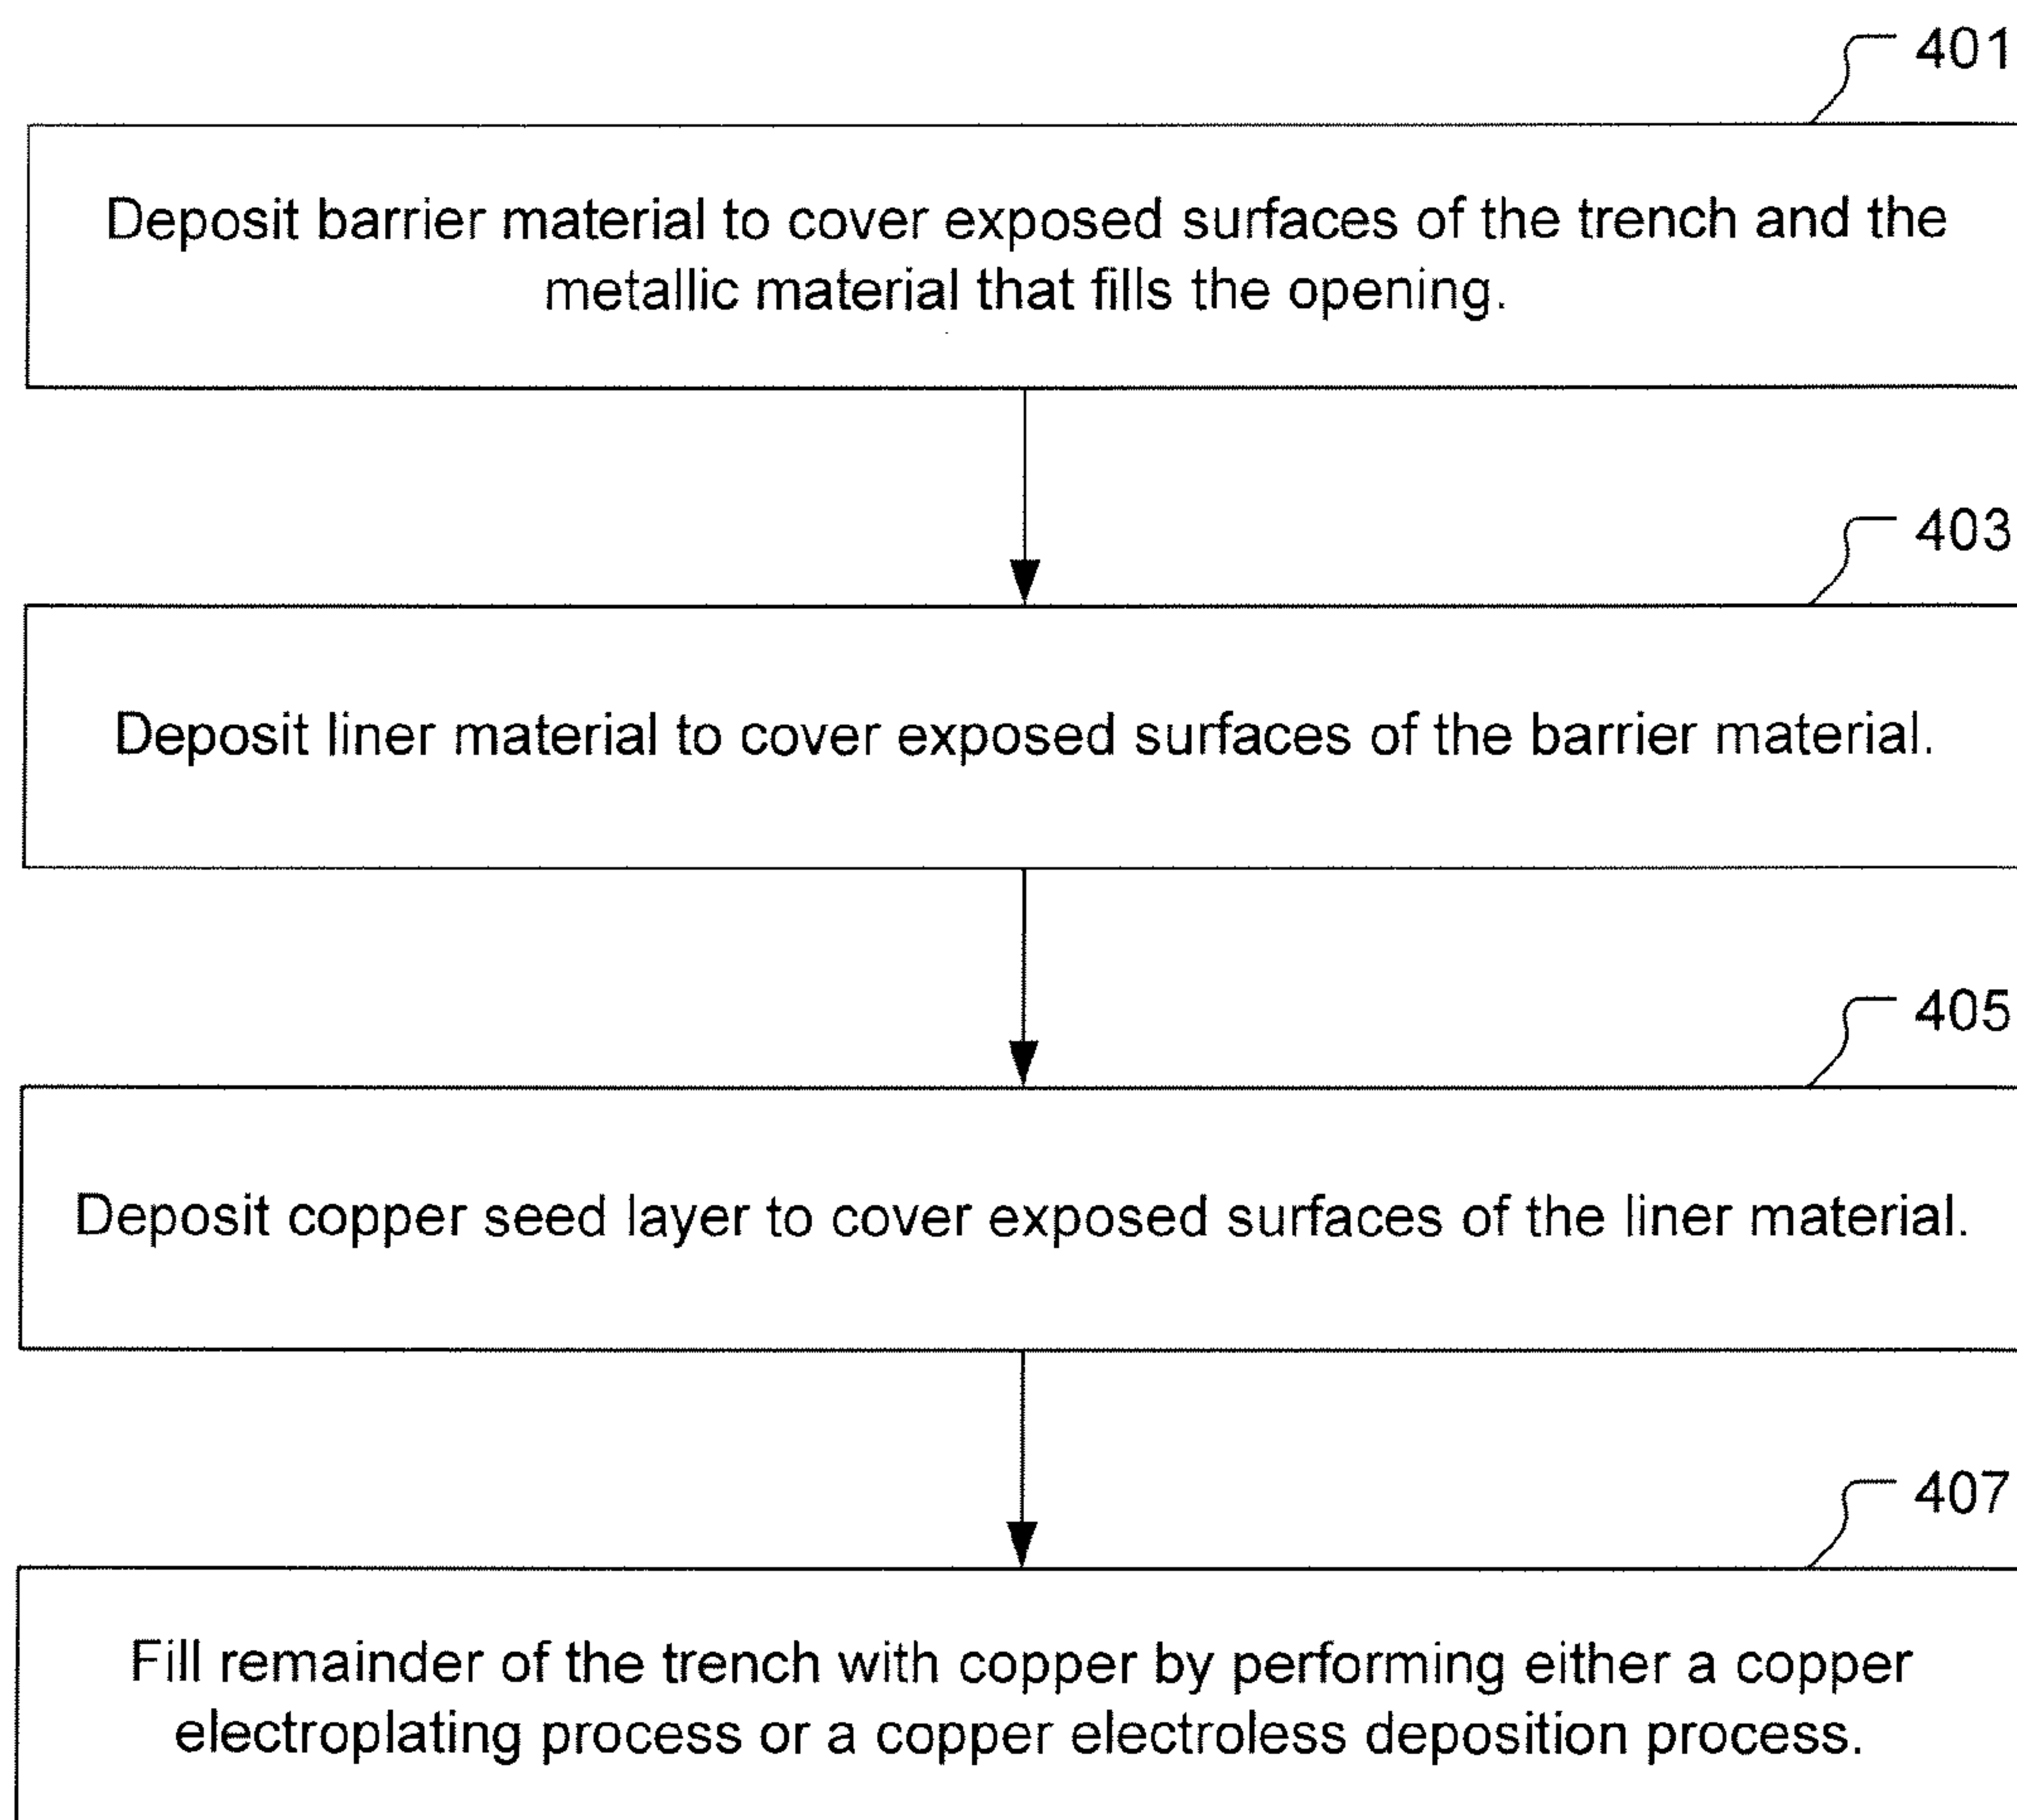 401
Deposit barrier material to cover exposed surfaces of the trench and the
metallic material that fills the opening.
403
Deposit liner material to cover exposed surfaces of the barrier material.
405
Deposit copper seed layer to cover exposed surfaces of the liner material.
407
Fill remainder of the trench with copper by performing either a copper
electroplating process or a copper electroless deposition process.